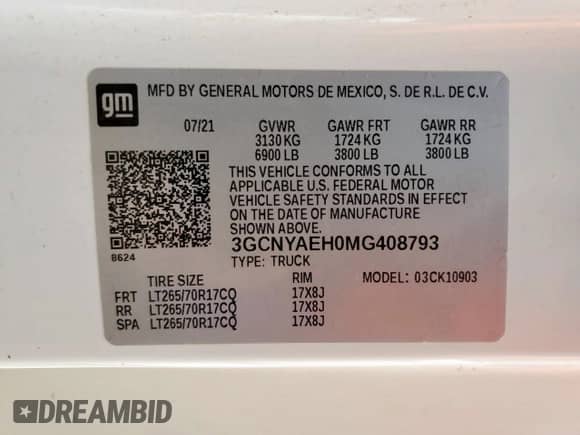 gm
MFD BY GENERAL MOTORS DE MEXICO, S. DE R.L. DE C.V.
07/21 GVWR GAWR FRT GAWR RR
3130 KG 1724 KG 1724 KG
6900 LB 3800 LB 3800 LB
THIS VEHICLE CONFORMS TO ALL
APPLICABLE U.S. FEDERAL MOTOR
VEHICLE SAFETY STANDARDS IN EFFECT
ON THE DATE OF MANUFACTURE
SHOWN ABOVE.
3GCNYAEH0MG408793
8624
TYPE: TRUCK
TIRE SIZE RIM MODEL: 03CK10903
FRT LT265/70R17CQ 17X8J
RR LT265/70R17CQ 17X8J
SPA LT265/70R17CQ 17X8J
DREAMBID